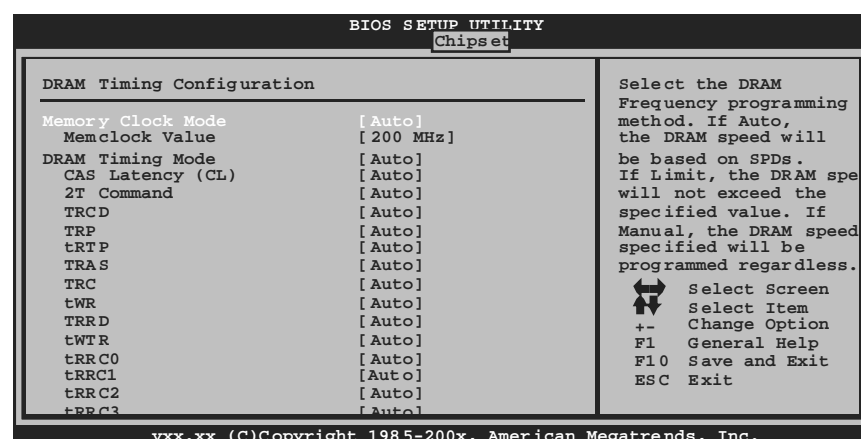 BIOS SETUP UTILITY
Chipset
DRAM Timing Configuration
Memory Clock Mode [Auto]
Memclock Value [200 MHz]
DRAM Timing Mode [Auto]
CAS Latency (CL) [Auto]
2T Command [Auto]
TRCD [Auto]
TRP [Auto]
tRTP [Auto]
TRAS [Auto]
TRC [Auto]
tWR [Auto]
TRRD [Auto]
tWTR [Auto]
tRRC0 [Auto]
tRRC1 [Auto]
tRRC2 [Auto]
tRRC3 [Auto]
Select the DRAM
Frequency programming
method. If Auto,
the DRAM speed will
be based on SPDs.
If Limit, the DRAM spe
will not exceed the
specified value. If
Manual, the DRAM speed
specified will be
programmed regardless.
Select Screen
Select Item
+- Change Option
F1 General Help
F10 Save and Exit
ESC Exit
vxx.xx (C)Copyright 1985-200x, American Megatrends, Inc.